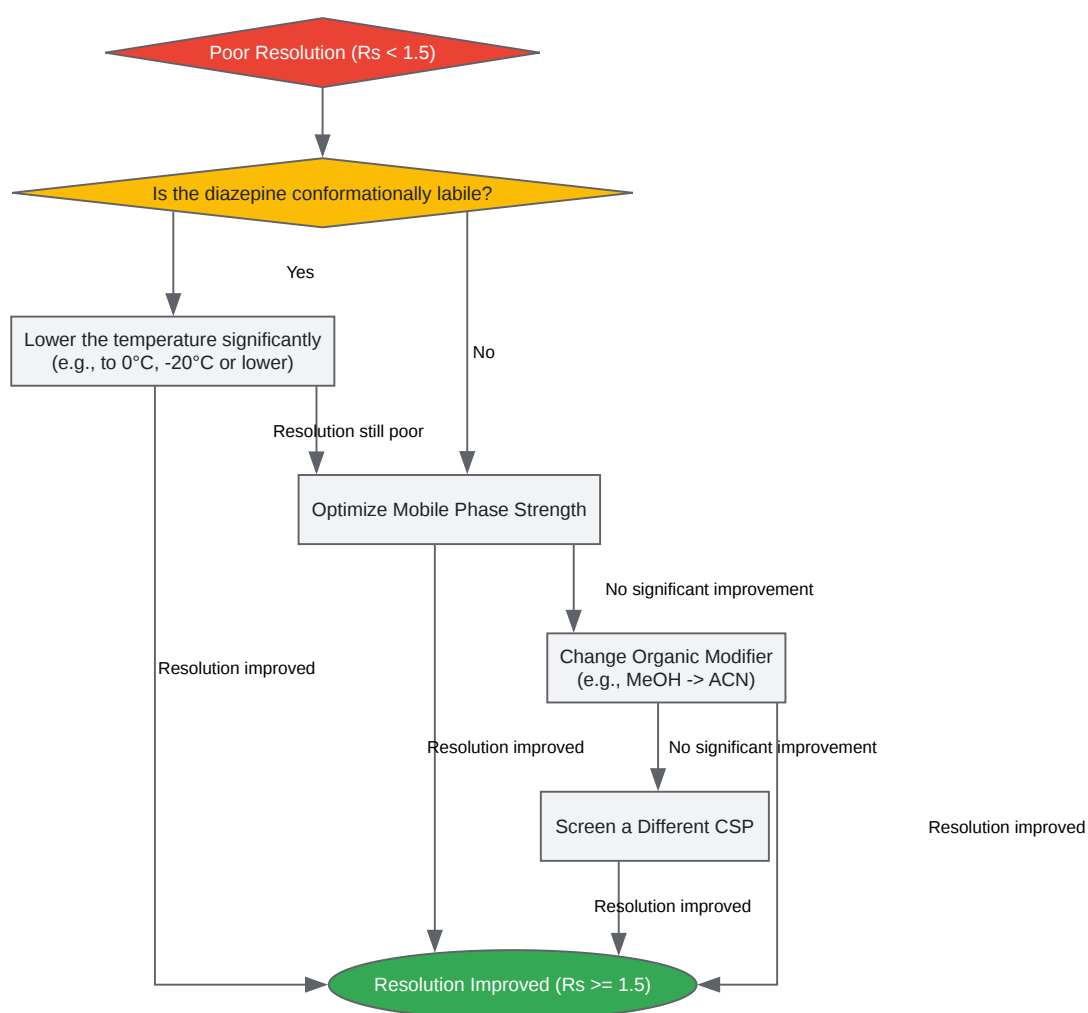 Poor Resolution (Rs < 1.5)
Is the diazepine conformationally labile?
Yes
Lower the temperature significantly
(e.g., to 0°C, -20°C or lower)
No
Resolution still poor
Optimize Mobile Phase Strength
No significant improvement
Change Organic Modifier
(e.g., MeOH -> ACN)
Resolution improved
Resolution improved
No significant improvement
Screen a Different CSP
Resolution improved
Resolution improved
Resolution Improved (Rs >= 1.5)